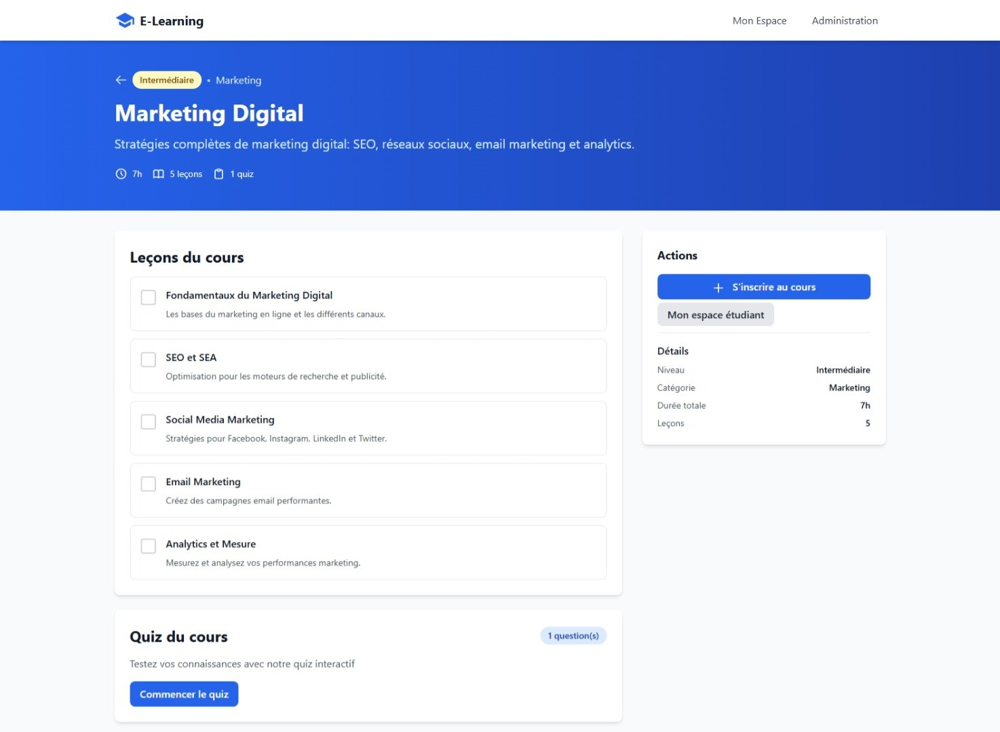 E-Learning
Mon Espace
Administration
Intermédiaire • Marketing
Marketing Digital
Stratégies complètes de marketing digital: SEO, réseaux sociaux, email marketing et analytics.
7h 5 leçons 1 quiz
Leçons du cours
Fondamentaux du Marketing Digital
Les bases du marketing en ligne et les différents canaux.
SEO et SEA
Optimisation pour les moteurs de recherche et publicité.
Social Media Marketing
Stratégies pour Facebook, Instagram, LinkedIn et Twitter.
Email Marketing
Créez des campagnes email performantes.
Analytics et Mesure
Mesurez et analysez vos performances marketing.
Quiz du cours
1 question(s)
Testez vos connaissances avec notre quiz interactif
Commencer le quiz
Actions
S'inscrire au cours
Mon espace étudiant
Détails
Niveau Intermédiaire
Catégorie Marketing
Durée totale 7h
Leçons 5